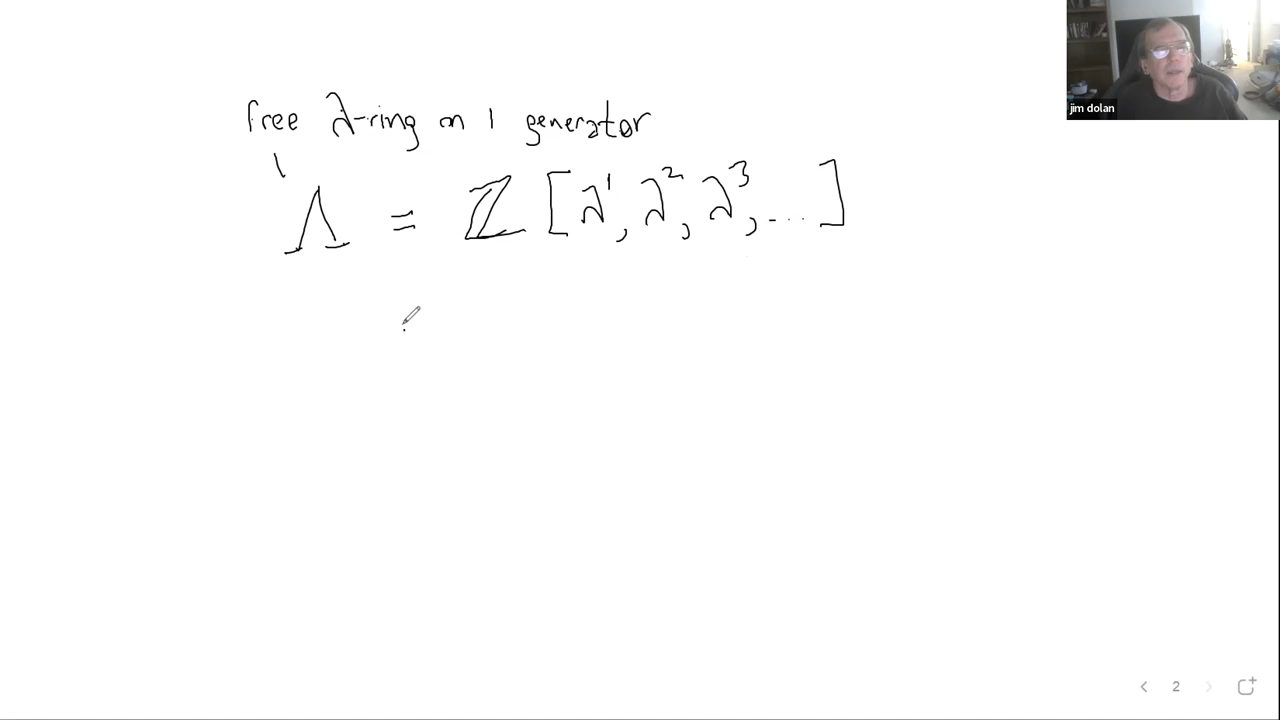 jim dolan
free λ-ring on 1 generator
Λ = ℤ [λ¹, λ², λ³, ....]
2